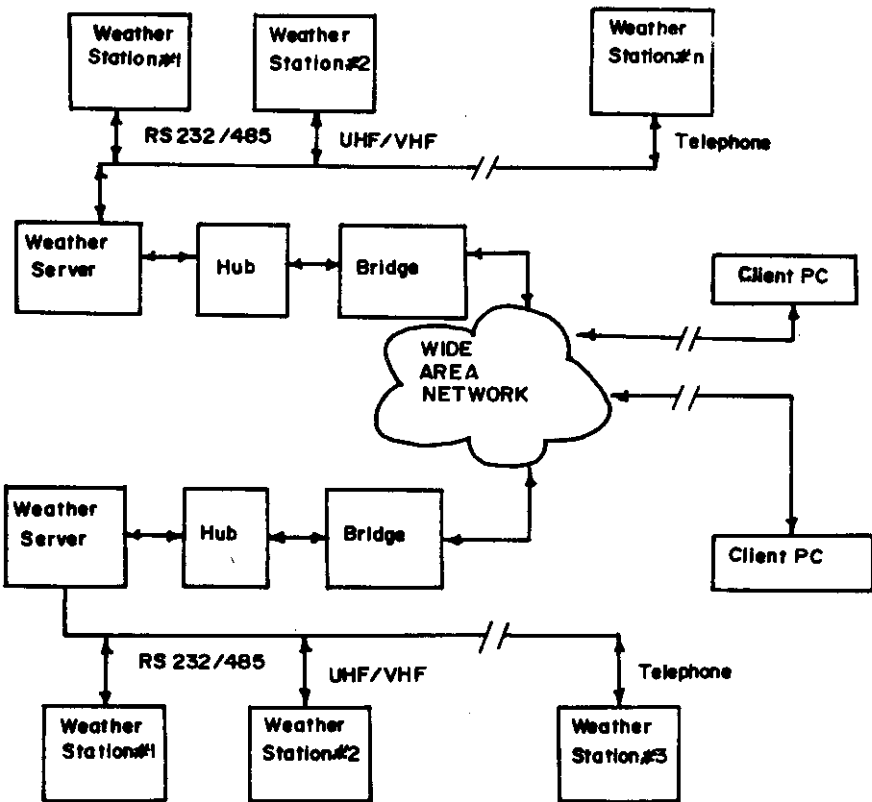 Weather
Station#1
Weather
Station#2
Weather
Station#n
RS 232/485
UHF/VHF
Telephone
Weather
Server
Hub
Bridge
Client PC
WIDE
AREA
NETWORK
Weather
Server
Hub
Bridge
Client PC
RS 232/485
UHF/VHF
Telephone
Weather
Station#1
Weather
Station#2
Weather
Station#3